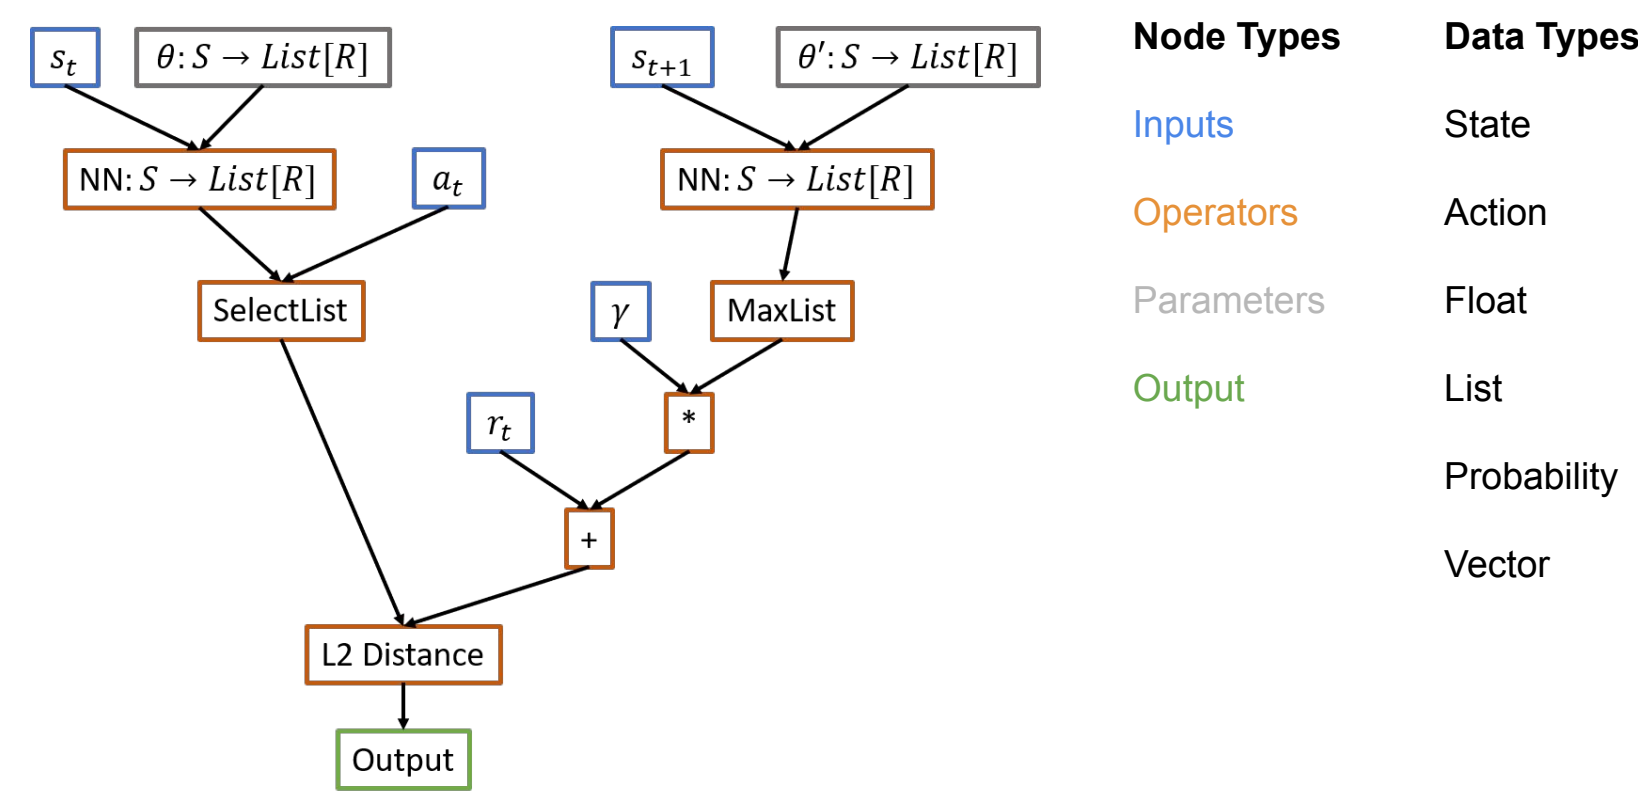 s_t
θ: S → List[R]
s_{t+1}
θ′: S → List[R]
NN: S → List[R]
a_t
NN: S → List[R]
SelectList
γ
MaxList
r_t
*
+
L2 Distance
Output
Node Types
Inputs
Operators
Parameters
Output
Data Types
State
Action
Float
List
Probability
Vector